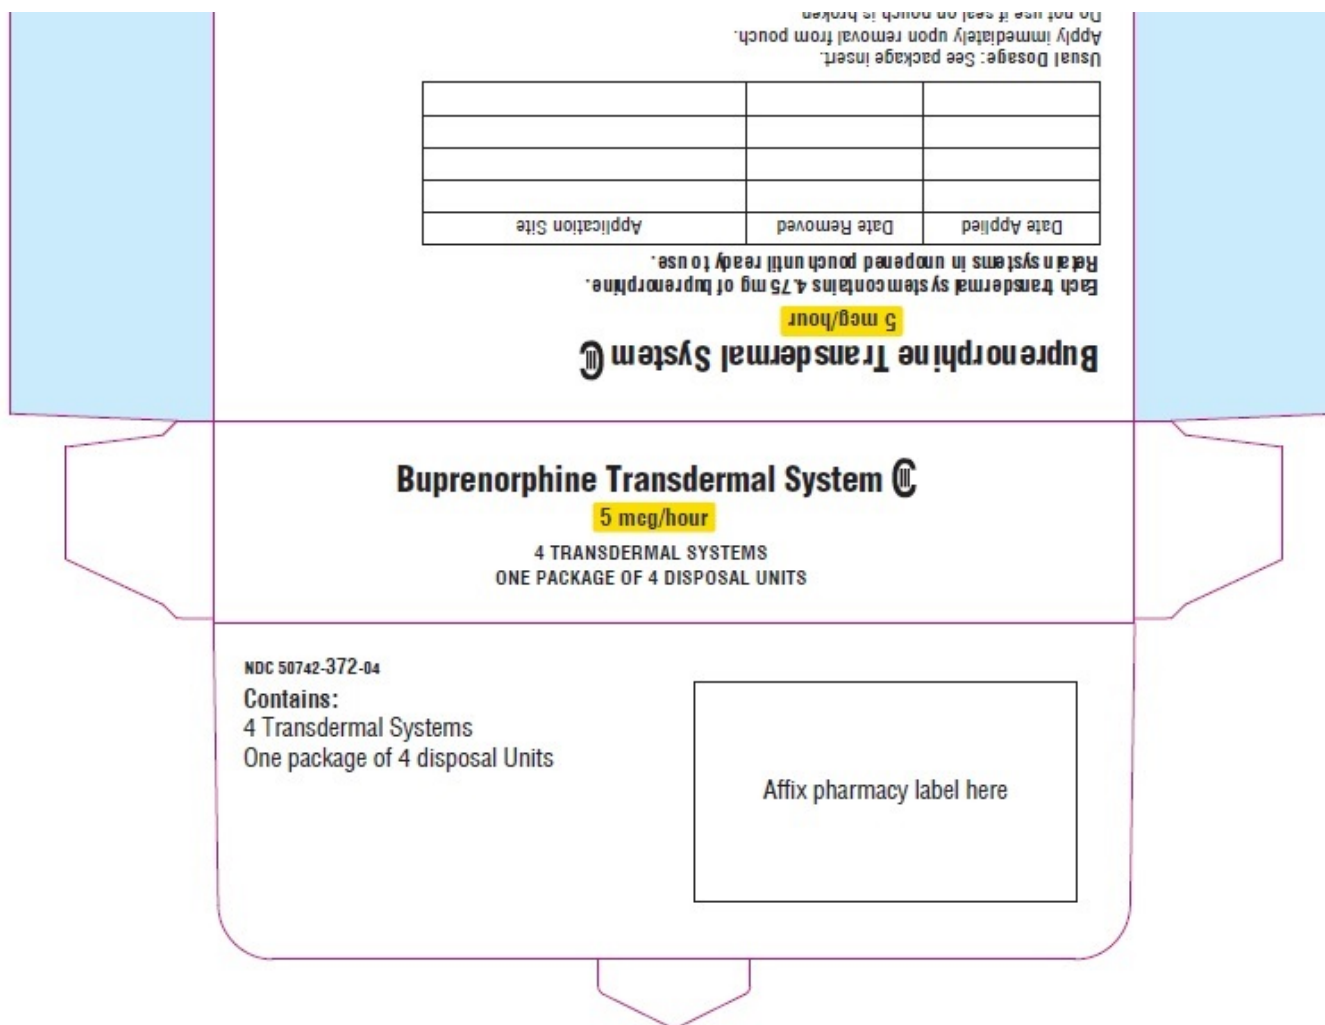 Buprenorphine Transdermal System CIII
5 mcg/hour
Each transdermal system contains 4.75 mg of buprenorphine.
Retain systems in unopened pouch until ready to use.
Date Applied Date Removed Application Site
Usual Dosage: See package insert.
Apply immediately upon removal from pouch.
Do not use if seal on pouch is broken
Buprenorphine Transdermal System CIII
5 mcg/hour
4 TRANSDERMAL SYSTEMS
ONE PACKAGE OF 4 DISPOSAL UNITS
NDC 50742-372-04
Contains:
4 Transdermal Systems
One package of 4 disposal Units
Affix pharmacy label here